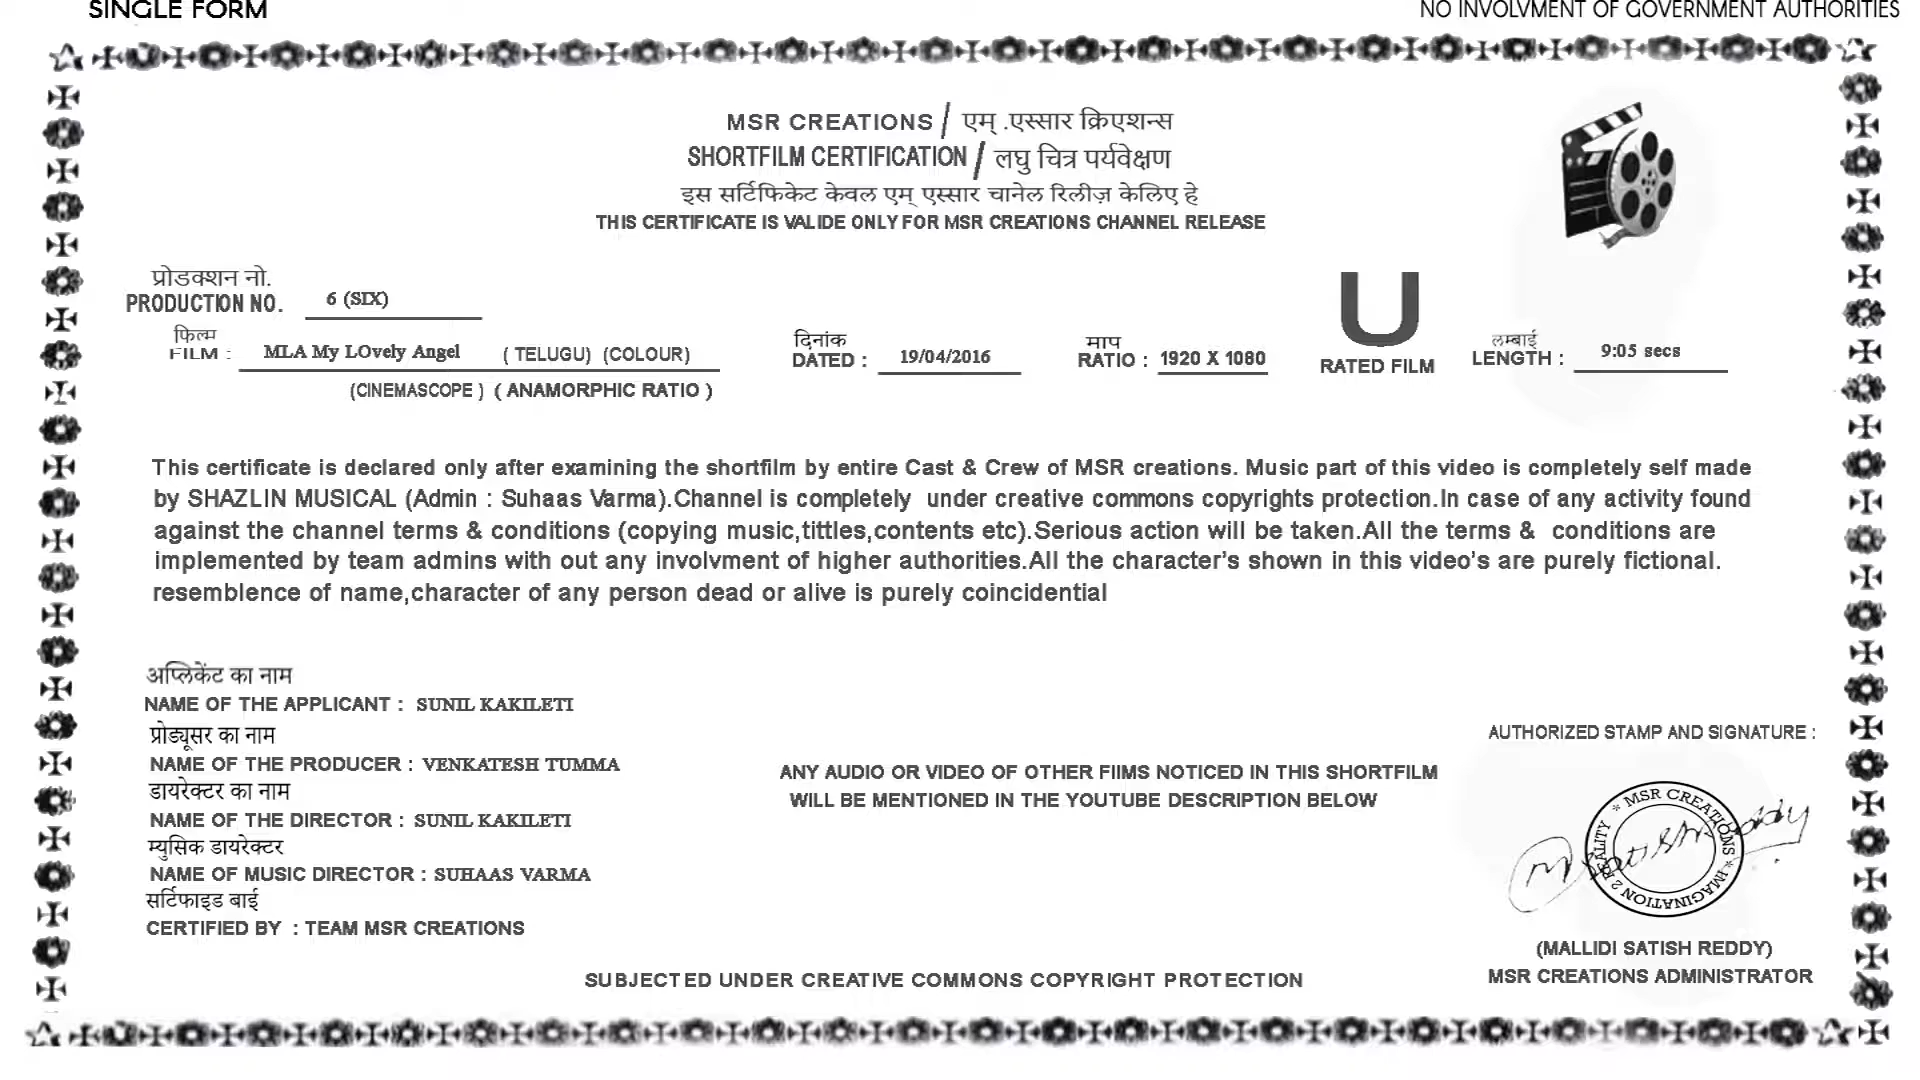 SINGLE FORM
NO INVOLVMENT OF GOVERNMENT AUTHORITIES
MSR CREATIONS / एम् .एस्सार क्रिएशन्स
SHORTFILM CERTIFICATION / लघु चित्र पर्यवेक्षण
इस सर्टिफिकेट केवल एम् एस्सार चानेल रिलीज़ केलिए हे
THIS CERTIFICATE IS VALIDE ONLY FOR MSR CREATIONS CHANNEL RELEASE
प्रोडक्शन नो.
PRODUCTION NO. 6 (SIX)
U
RATED FILM
फिल्म
FILM : MLA My LOvely Angel ( TELUGU) (COLOUR)
(CINEMASCOPE ) ( ANAMORPHIC RATIO )
दिनांक
DATED : 19/04/2016
माप
RATIO : 1920 X 1080
लम्बाई
LENGTH : 9:05 secs
This certificate is declared only after examining the shortfilm by entire Cast & Crew of MSR creations. Music part of this video is completely self made
by SHAZLIN MUSICAL (Admin : Suhaas Varma).Channel is completely under creative commons copyrights protection.In case of any activity found
against the channel terms & conditions (copying music,tittles,contents etc).Serious action will be taken.All the terms & conditions are
implemented by team admins with out any involvment of higher authorities.All the character's shown in this video's are purely fictional.
resemblence of name,character of any person dead or alive is purely coincidential
अप्लिकेंट का नाम
NAME OF THE APPLICANT : SUNIL KAKILETI
प्रोड्यूसर का नाम
NAME OF THE PRODUCER : VENKATESH TUMMA
डायरेक्टर का नाम
NAME OF THE DIRECTOR : SUNIL KAKILETI
म्युसिक डायरेक्टर
NAME OF MUSIC DIRECTOR : SUHAAS VARMA
सर्टिफाइड बाई
CERTIFIED BY : TEAM MSR CREATIONS
ANY AUDIO OR VIDEO OF OTHER FIIMS NOTICED IN THIS SHORTFILM
WILL BE MENTIONED IN THE YOUTUBE DESCRIPTION BELOW
AUTHORIZED STAMP AND SIGNATURE :
* MSR CREATIONS * IMAGINATION 2 REALITY
M Satish Reddy
(MALLIDI SATISH REDDY)
MSR CREATIONS ADMINISTRATOR
SUBJECTED UNDER CREATIVE COMMONS COPYRIGHT PROTECTION